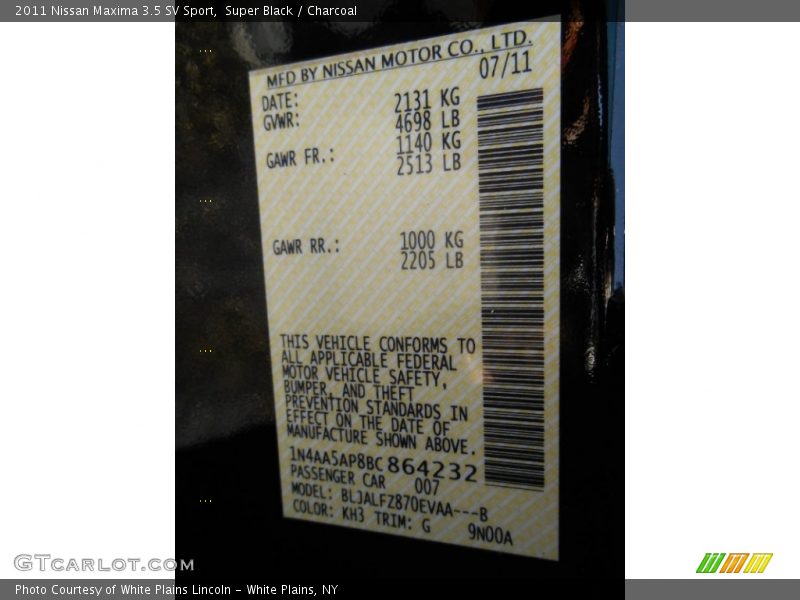 2011 Nissan Maxima 3.5 SV Sport,  Super Black / Charcoal
MFD BY NISSAN MOTOR CO., LTD.
DATE: 07/11
GVWR: 2131 KG
4698 LB
GAWR FR.: 1140 KG
2513 LB
GAWR RR.: 1000 KG
2205 LB
THIS VEHICLE CONFORMS TO
ALL APPLICABLE FEDERAL
MOTOR VEHICLE SAFETY,
BUMPER, AND THEFT
PREVENTION STANDARDS IN
EFFECT ON THE DATE OF
MANUFACTURE SHOWN ABOVE.
1N4AA5AP8BC864232
PASSENGER CAR 007
MODEL: BLJALFZ870EVAA---B
COLOR: KH3 TRIM: G 9N00A
GTcarlot.com
Photo Courtesy of White Plains Lincoln - White Plains, NY